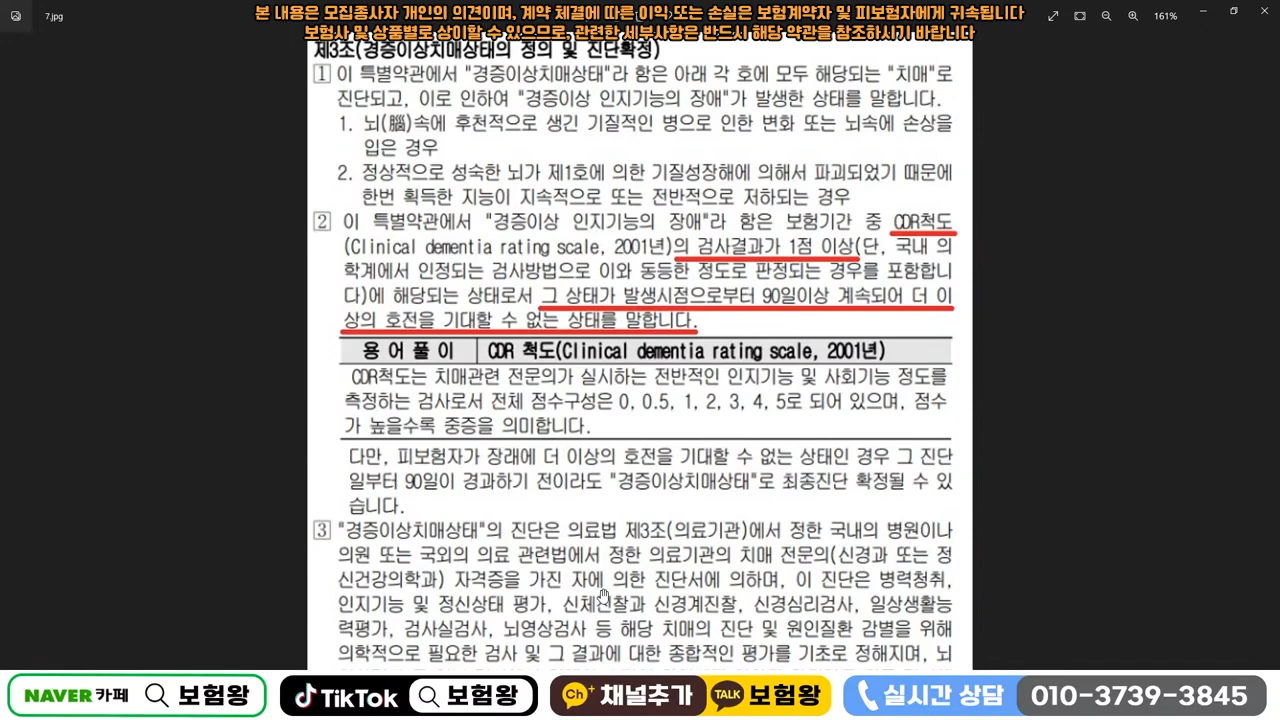 7.jpg
161%
본 내용은 모집종사자 개인의 의견이며, 계약 체결에 따른 이익 또는 손실은 보험계약자 및 피보험자에게 귀속됩니다
보험사 및 상품별로 상이할 수 있으므로, 관련한 세부사항은 반드시 해당 약관을 참조하시기 바랍니다
제3조(경증이상치매상태의 정의 및 진단확정)
1 이 특별약관에서 "경증이상치매상태"라 함은 아래 각 호에 모두 해당되는 "치매"로
진단되고, 이로 인하여 "경증이상 인지기능의 장애"가 발생한 상태를 말합니다.
1. 뇌(腦)속에 후천적으로 생긴 기질적인 병으로 인한 변화 또는 뇌속에 손상을
입은 경우
2. 정상적으로 성숙한 뇌가 제1호에 의한 기질성장해에 의해서 파괴되었기 때문에
한번 획득한 지능이 지속적으로 또는 전반적으로 저하되는 경우
2 이 특별약관에서 "경증이상 인지기능의 장애"라 함은 보험기간 중 CDR척도
(Clinical dementia rating scale, 2001년)의 검사결과가 1점 이상(단, 국내 의
학계에서 인정되는 검사방법으로 이와 동등한 정도로 판정되는 경우를 포함합니
다)에 해당되는 상태로서 그 상태가 발생시점으로부터 90일이상 계속되어 더 이
상의 호전을 기대할 수 없는 상태를 말합니다.
용 어 풀 이 CDR 척도(Clinical dementia rating scale, 2001년)
CDR척도는 치매관련 전문의가 실시하는 전반적인 인지기능 및 사회기능 정도를
측정하는 검사로서 전체 점수구성은 0, 0.5, 1, 2, 3, 4, 5로 되어 있으며, 점수
가 높을수록 중증을 의미합니다.
다만, 피보험자가 장래에 더 이상의 호전을 기대할 수 없는 상태인 경우 그 진단
일부터 90일이 경과하기 전이라도 "경증이상치매상태"로 최종진단 확정될 수 있
습니다.
3 "경증이상치매상태"의 진단은 의료법 제3조(의료기관)에서 정한 국내의 병원이나
의원 또는 국외의 의료 관련법에서 정한 의료기관의 치매 전문의(신경과 또는 정
신건강의학과) 자격증을 가진 자에 의한 진단서에 의하며, 이 진단은 병력청취,
인지기능 및 정신상태 평가, 신체진찰과 신경계진찰, 신경심리검사, 일상생활능
력평가, 검사실검사, 뇌영상검사 등 해당 치매의 진단 및 원인질환 감별을 위해
의학적으로 필요한 검사 및 그 결과에 대한 종합적인 평가를 기초로 정해지며, 뇌
NAVER 카페 보험왕
TikTok 보험왕
Ch+ 채널추가 TALK 보험왕
실시간 상담 010-3739-3845